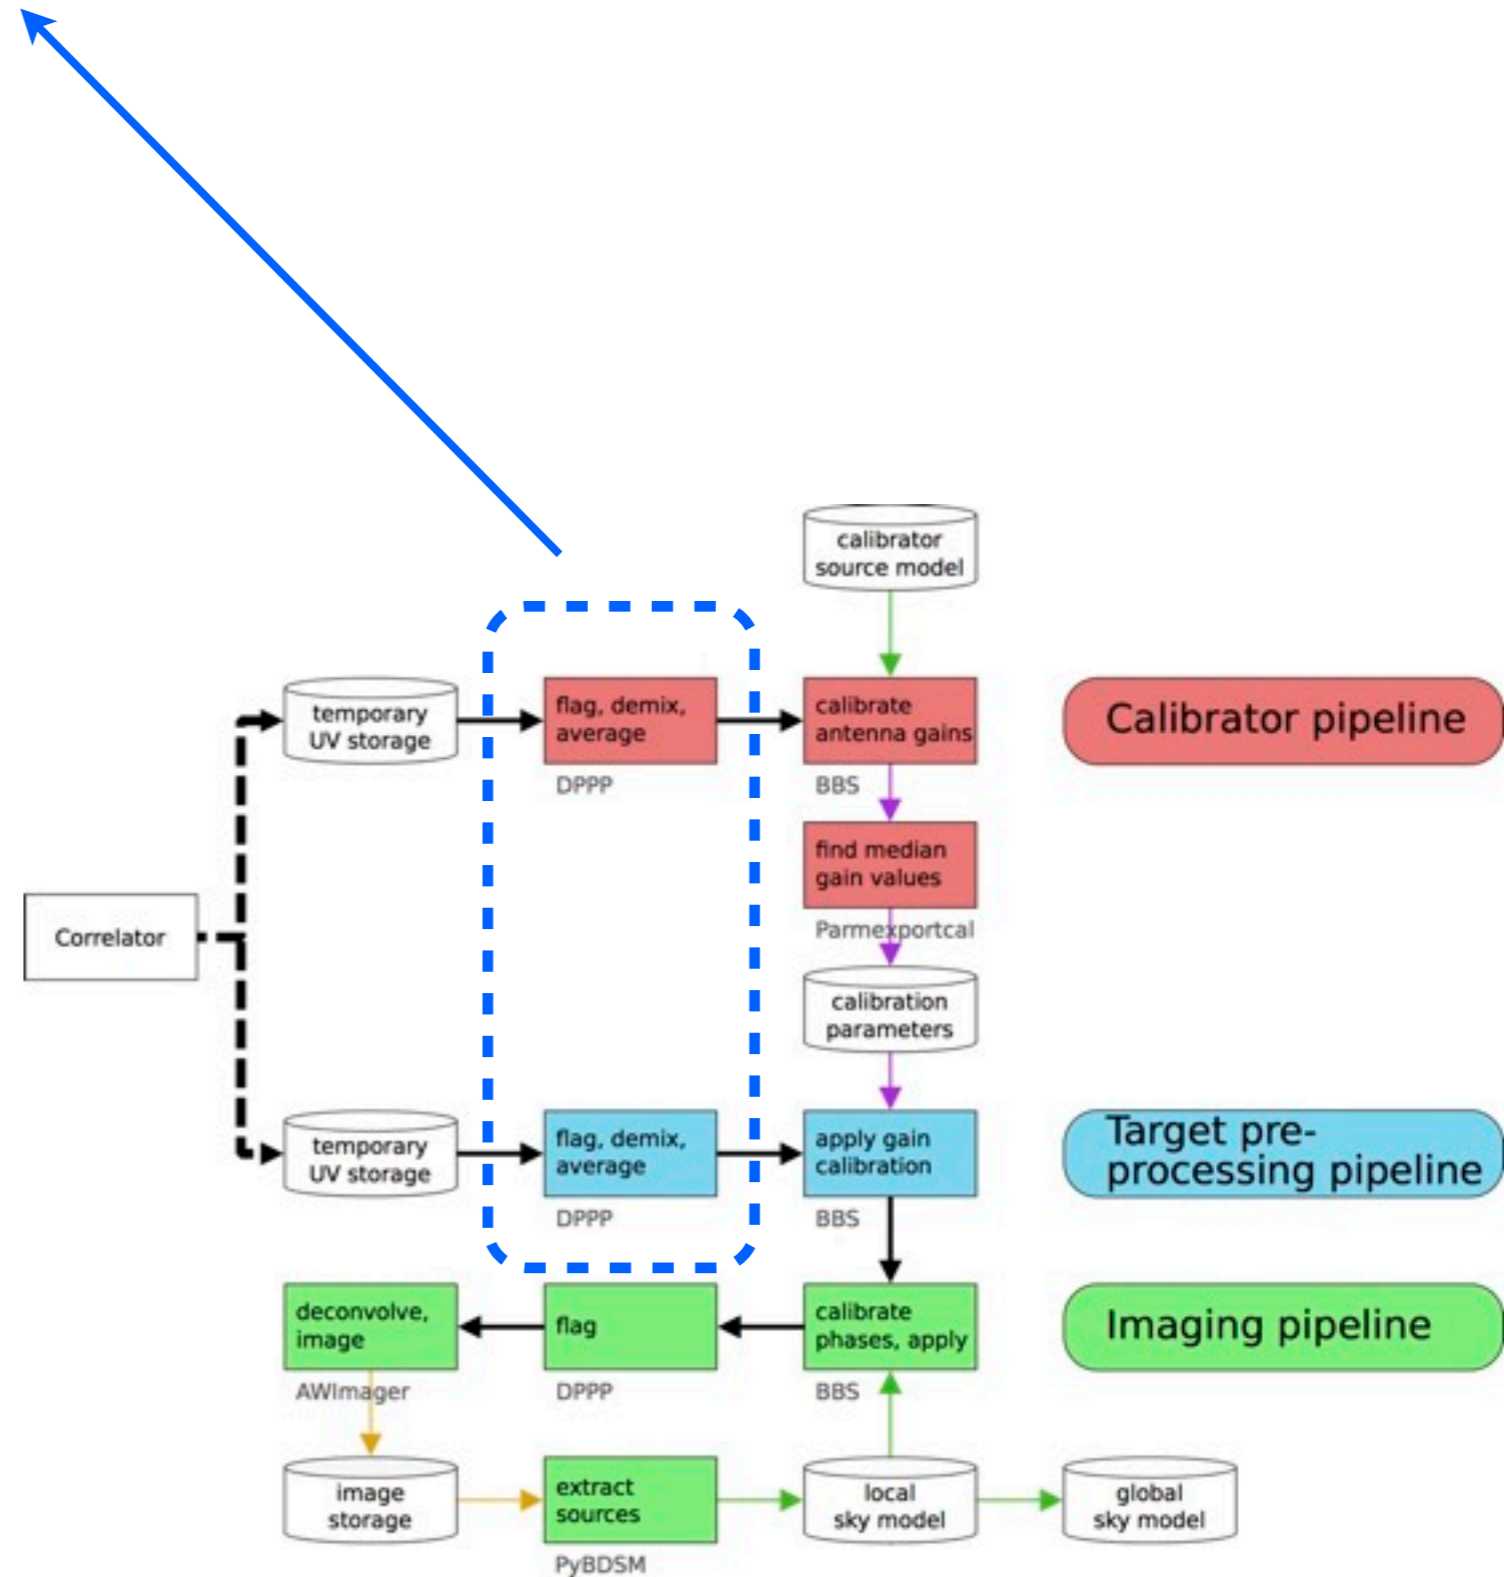 calibrator
source model
temporary
UV storage
flag, demix,
average
DPPP
calibrate
antenna gains
BBS
Calibrator pipeline
find median
gain values
Parmexportcal
Correlator
calibration
parameters
temporary
UV storage
flag, demix,
average
DPPP
apply gain
calibration
BBS
Target pre-
processing pipeline
deconvolve,
image
AWImager
flag
DPPP
calibrate
phases, apply
BBS
Imaging pipeline
image
storage
extract
sources
PyBDSM
local
sky model
global
sky model